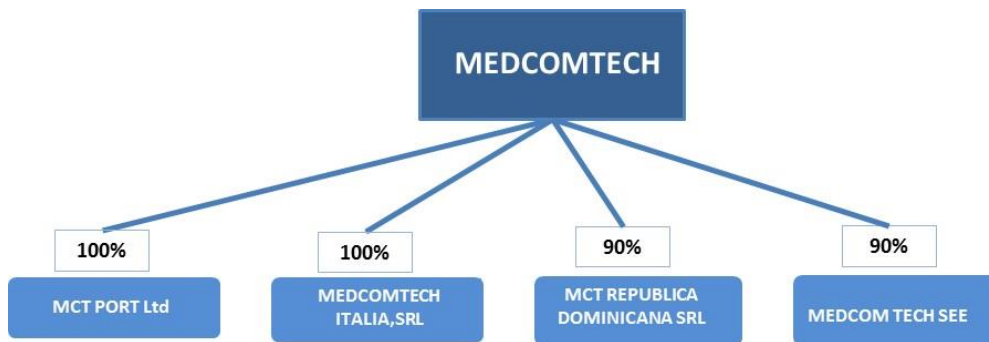 MEDCOMTECH
100%
100%
90%
90%
MCT PORT Ltd
MEDCOMTECH
ITALIA,SRL
MCT REPUBLICA
DOMINICANA SRL
MEDCOM TECH SEE